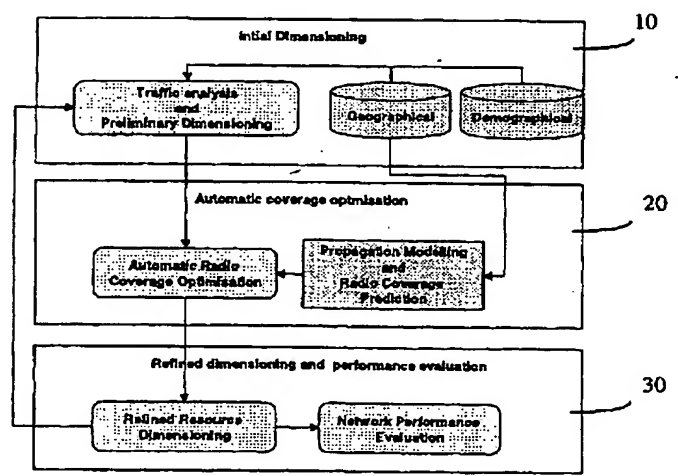 10
Intial Dimensioning
Traffic analysis
and
Preliminary Dimensioning
Geographical
Demographical
20
Automatic coverage optmisation
Automatic Radio
Coverage Optimisation
Propagation Modelling
and
Radio Coverage
Prediction
30
Refined dimensioning and performance evaluation
Refined Resource
Dimensioning
Network Performance
Evaluation